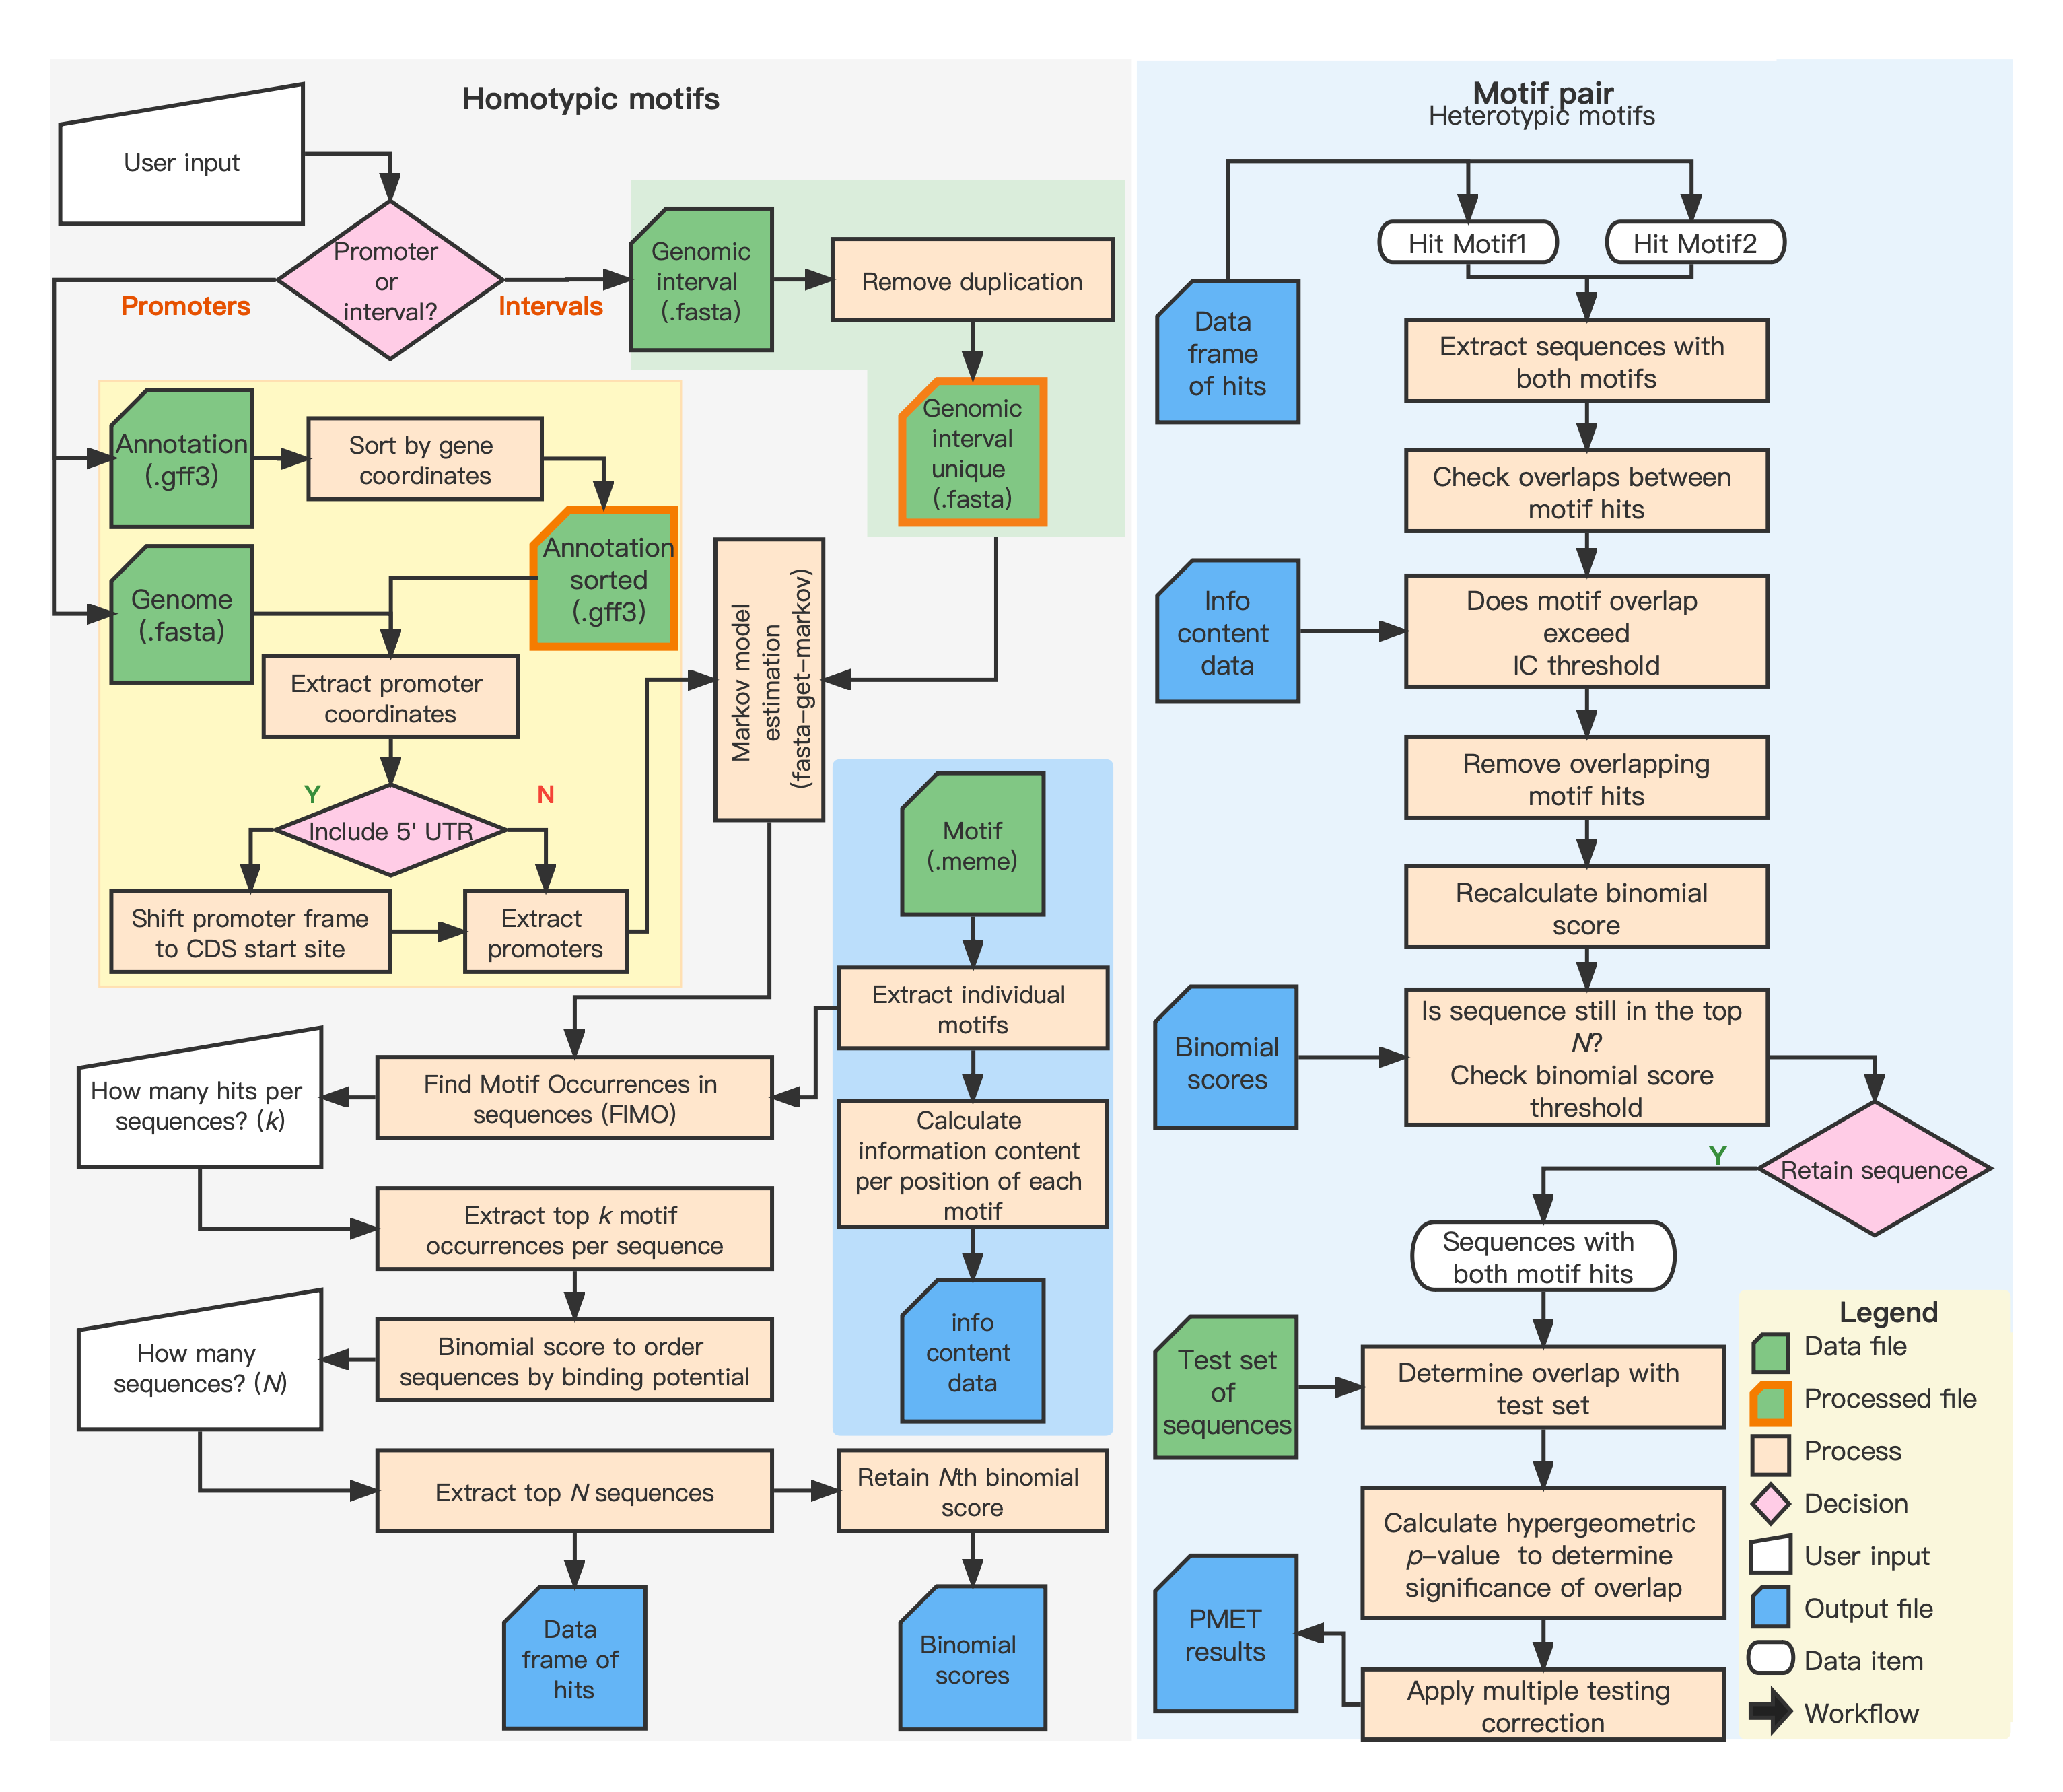 Homotypic motifs
User input
Promoter
or
interval?
Promoters
Intervals
Genomic
interval
(.fasta)
Remove duplication
Genomic
interval
unique
(.fasta)
Annotation
(.gff3)
Sort by gene
coordinates
Annotation
sorted
(.gff3)
Genome
(.fasta)
Extract promoter
coordinates
Y
N
Include 5' UTR
Shift promoter frame
to CDS start site
Extract
promoters
Markov model
estimation
(fasta-get-markov)
Motif
(.meme)
Extract individual
motifs
Calculate
information content
per position of each
motif
info
content
data
Find Motif Occurrences in
sequences (FIMO)
How many hits per
sequences? (k)
Extract top k motif
occurrences per sequence
Binomial score to order
sequences by binding potential
How many
sequences? (N)
Extract top N sequences
Retain Nth binomial
score
Data
frame of
hits
Binomial
scores
Motif pair
Heterotypic motifs
Hit Motif1
Hit Motif2
Data
frame
of hits
Extract sequences with
both motifs
Check overlaps between
motif hits
Info
content
data
Does motif overlap
exceed
IC threshold
Remove overlapping
motif hits
Recalculate binomial
score
Binomial
scores
Is sequence still in the top
N?
Check binomial score
threshold
Y
Retain sequence
Sequences with
both motif hits
Test set
of
sequences
Determine overlap with
test set
Calculate hypergeometric
p-value to determine
significance of overlap
PMET
results
Apply multiple testing
correction
Legend
Data file
Processed file
Process
Decision
User input
Output file
Data item
Workflow